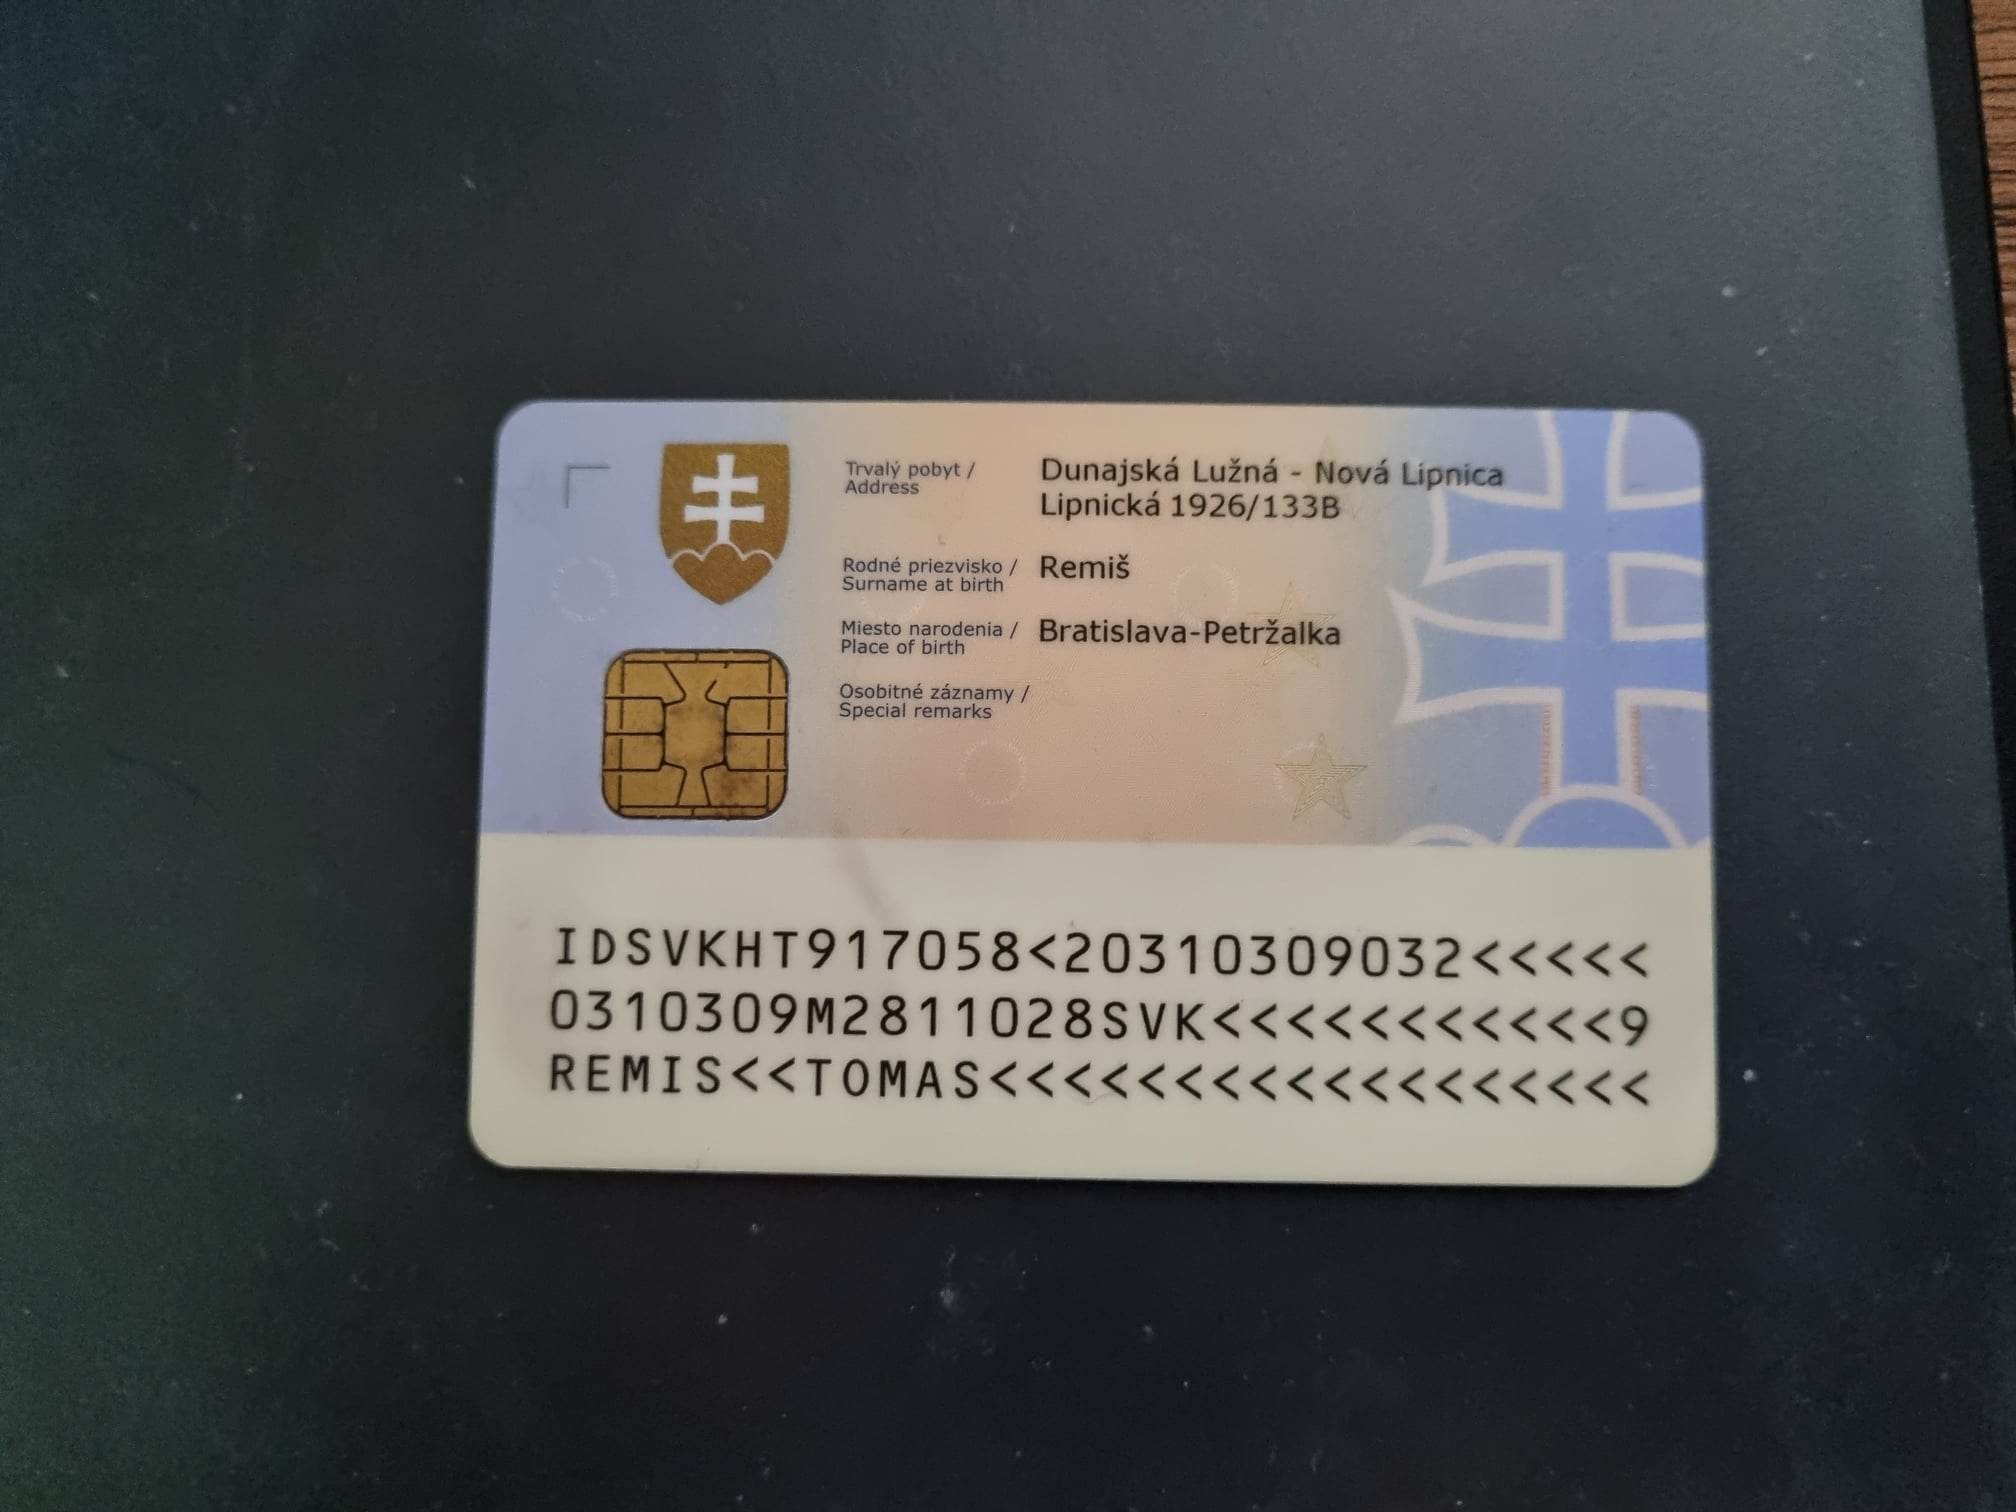 Trvalý pobyt / Address Dunajská Lužná - Nová Lipnica
Lipnická 1926/133B
Rodné priezvisko / Surname at birth Remiš
Miesto narodenia / Place of birth Bratislava-Petržalka
Osobitné záznamy / Special remarks
IDSVKHT917058<20310309032<<<<<
0310309M2811028SVK<<<<<<<<<<<9
REMIS<<TOMAS<<<<<<<<<<<<<<<<<<